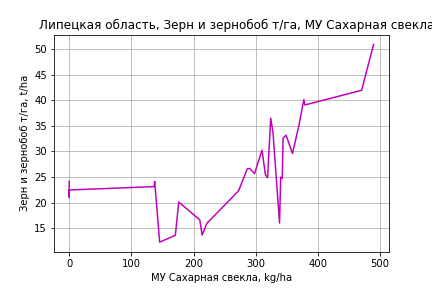 Липецкая область, Зерн и зернобоб т/га, МУ Сахарная свекла
50
45
40
35
30
25
20
15
Зерн и зернобоб т/га, t/ha
0 100 200 300 400 500
МУ Сахарная свекла, kg/ha